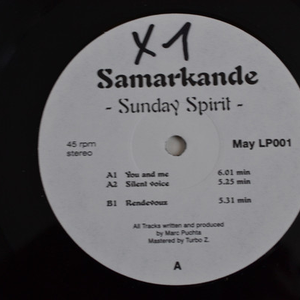 X1
Samarkande
- Sunday Spirit -
45 rpm
stereo
May LP001
A1 You and me 6.01 min
A2 Silent voice 5.25 min
B1 Rendezvous 5.31 min
All Tracks written and produced
by Marc Puchta
Mastered by Turbo Z.
A